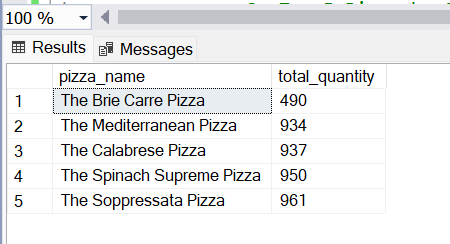 100 %
Results Messages
pizza_name total_quantity
1 The Brie Carre Pizza 490
2 The Mediterranean Pizza 934
3 The Calabrese Pizza 937
4 The Spinach Supreme Pizza 950
5 The Soppressata Pizza 961